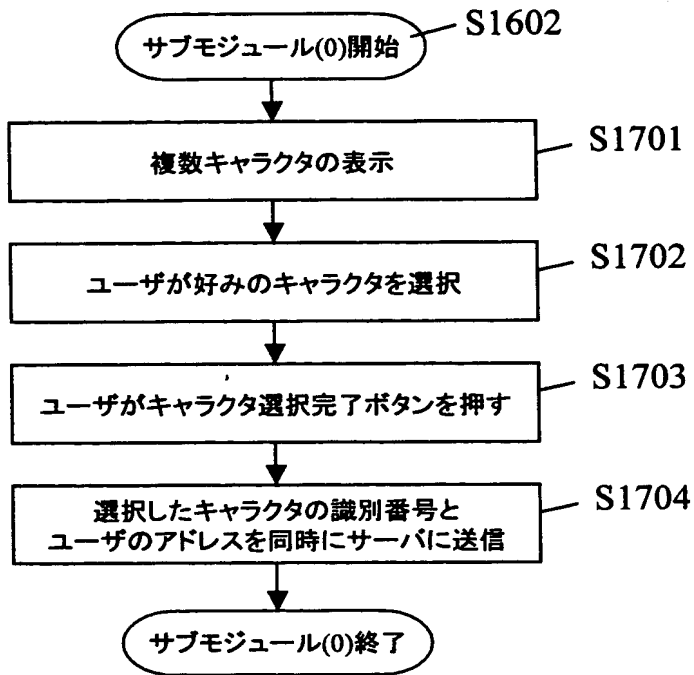 サブモジュール(0)開始
S1602
複数キャラクタの表示
S1701
ユーザが好みのキャラクタを選択
S1702
ユーザがキャラクタ選択完了ボタンを押す
S1703
選択したキャラクタの識別番号と
ユーザのアドレスを同時にサーバに送信
S1704
サブモジュール(0)終了